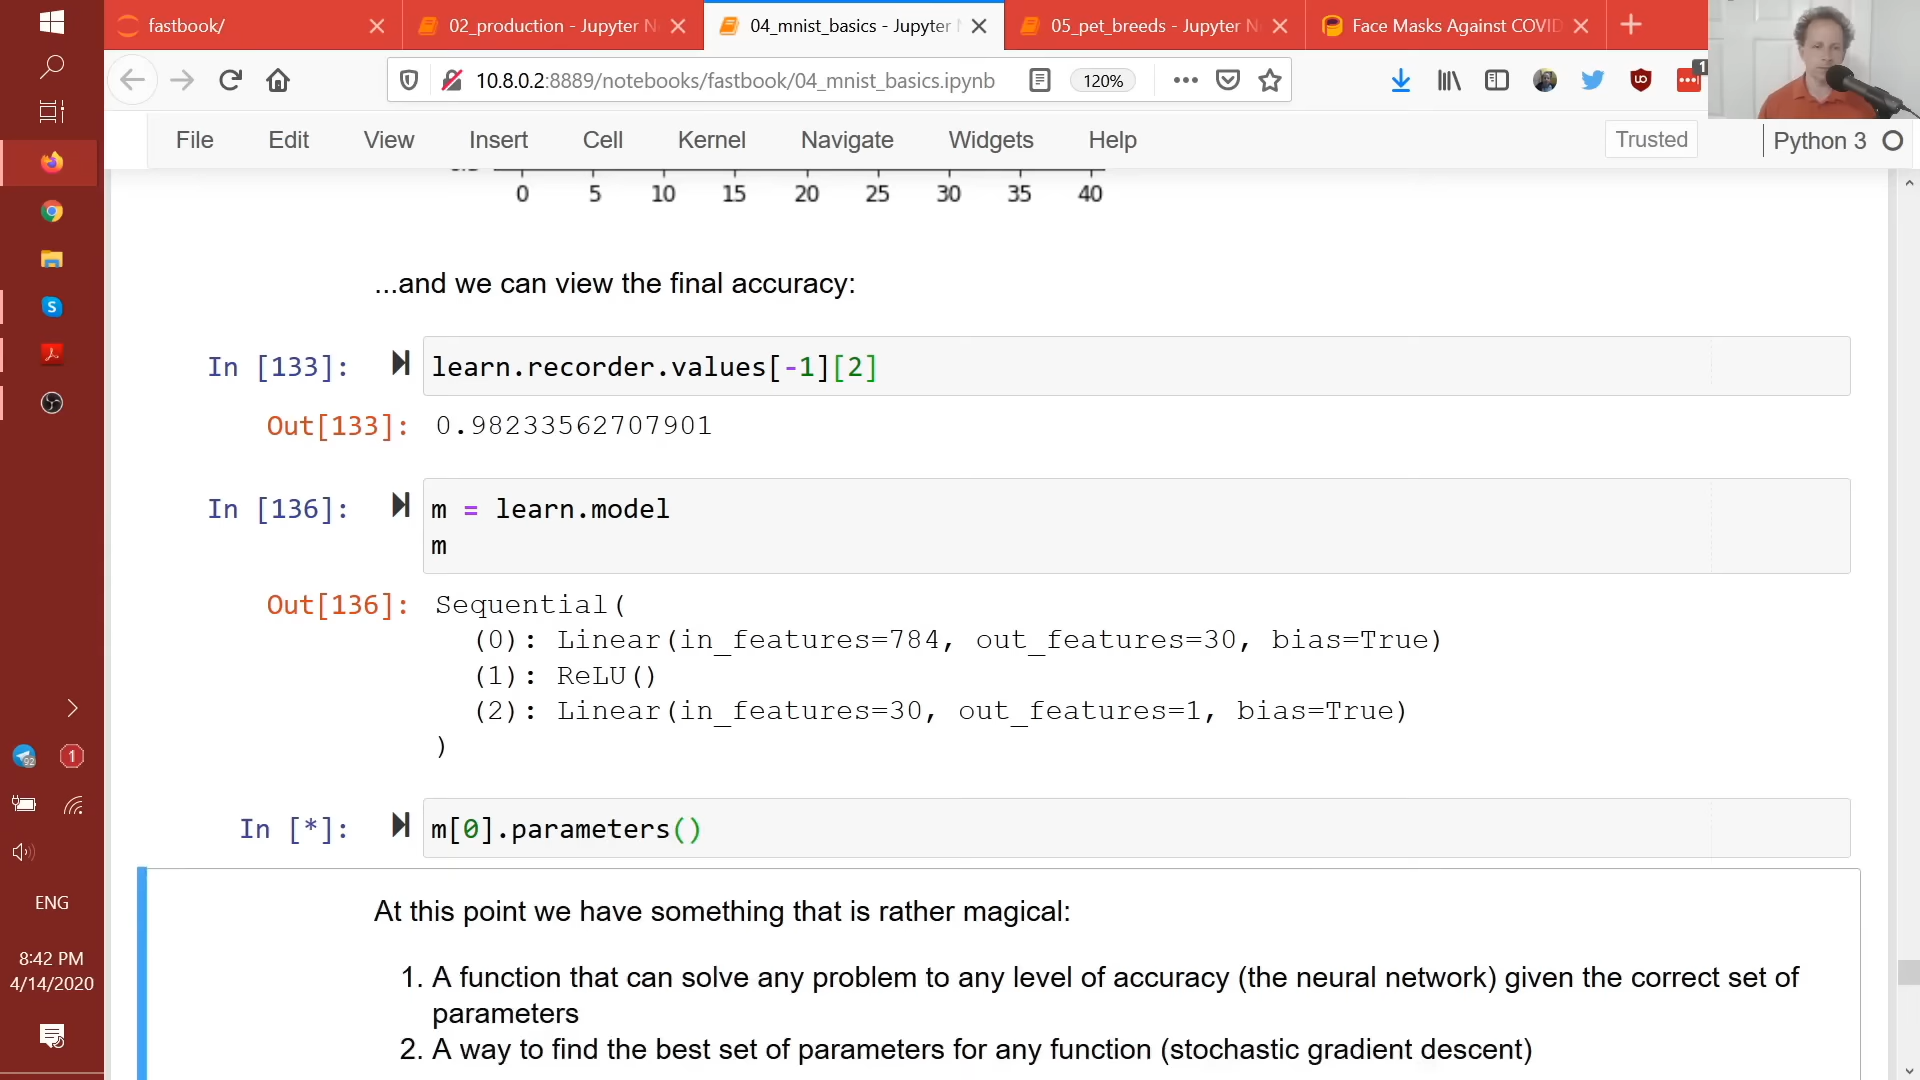 fastbook/
02_production - Jupyter N
04_mnist_basics - Jupyter
05_pet_breeds - Jupyter N
Face Masks Against COVID
10.8.0.2:8889/notebooks/fastbook/04_mnist_basics.ipynb
120%
1
File Edit View Insert Cell Kernel Navigate Widgets Help
Trusted
Python 3
0 5 10 15 20 25 30 35 40
...and we can view the final accuracy:
In [133]: learn.recorder.values[-1][2]
Out[133]: 0.98233562707901
In [136]: m = learn.model
m
Out[136]: Sequential(
(0): Linear(in_features=784, out_features=30, bias=True)
(1): ReLU()
(2): Linear(in_features=30, out_features=1, bias=True)
)
In [*]: m[0].parameters()
At this point we have something that is rather magical:
1. A function that can solve any problem to any level of accuracy (the neural network) given the correct set of
parameters
2. A way to find the best set of parameters for any function (stochastic gradient descent)
92
1
ENG
8:42 PM
4/14/2020